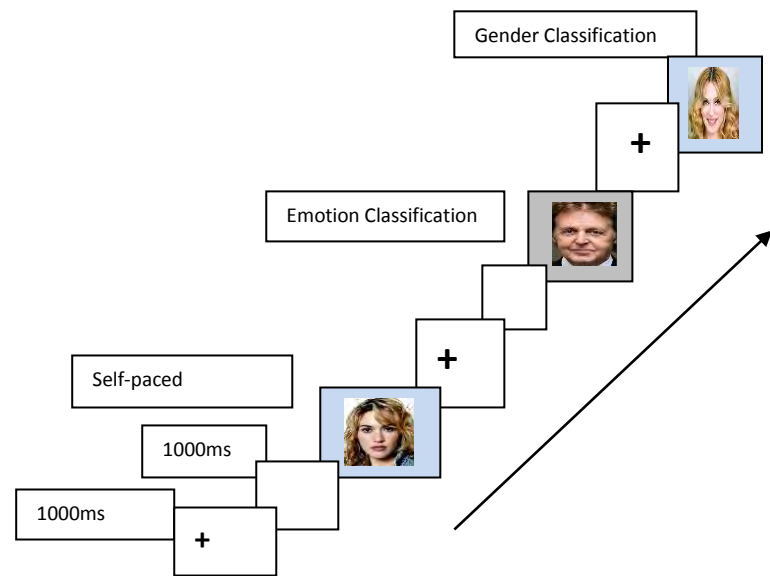 Gender Classification
+
Emotion Classification
+
Self-paced
1000ms
1000ms
+